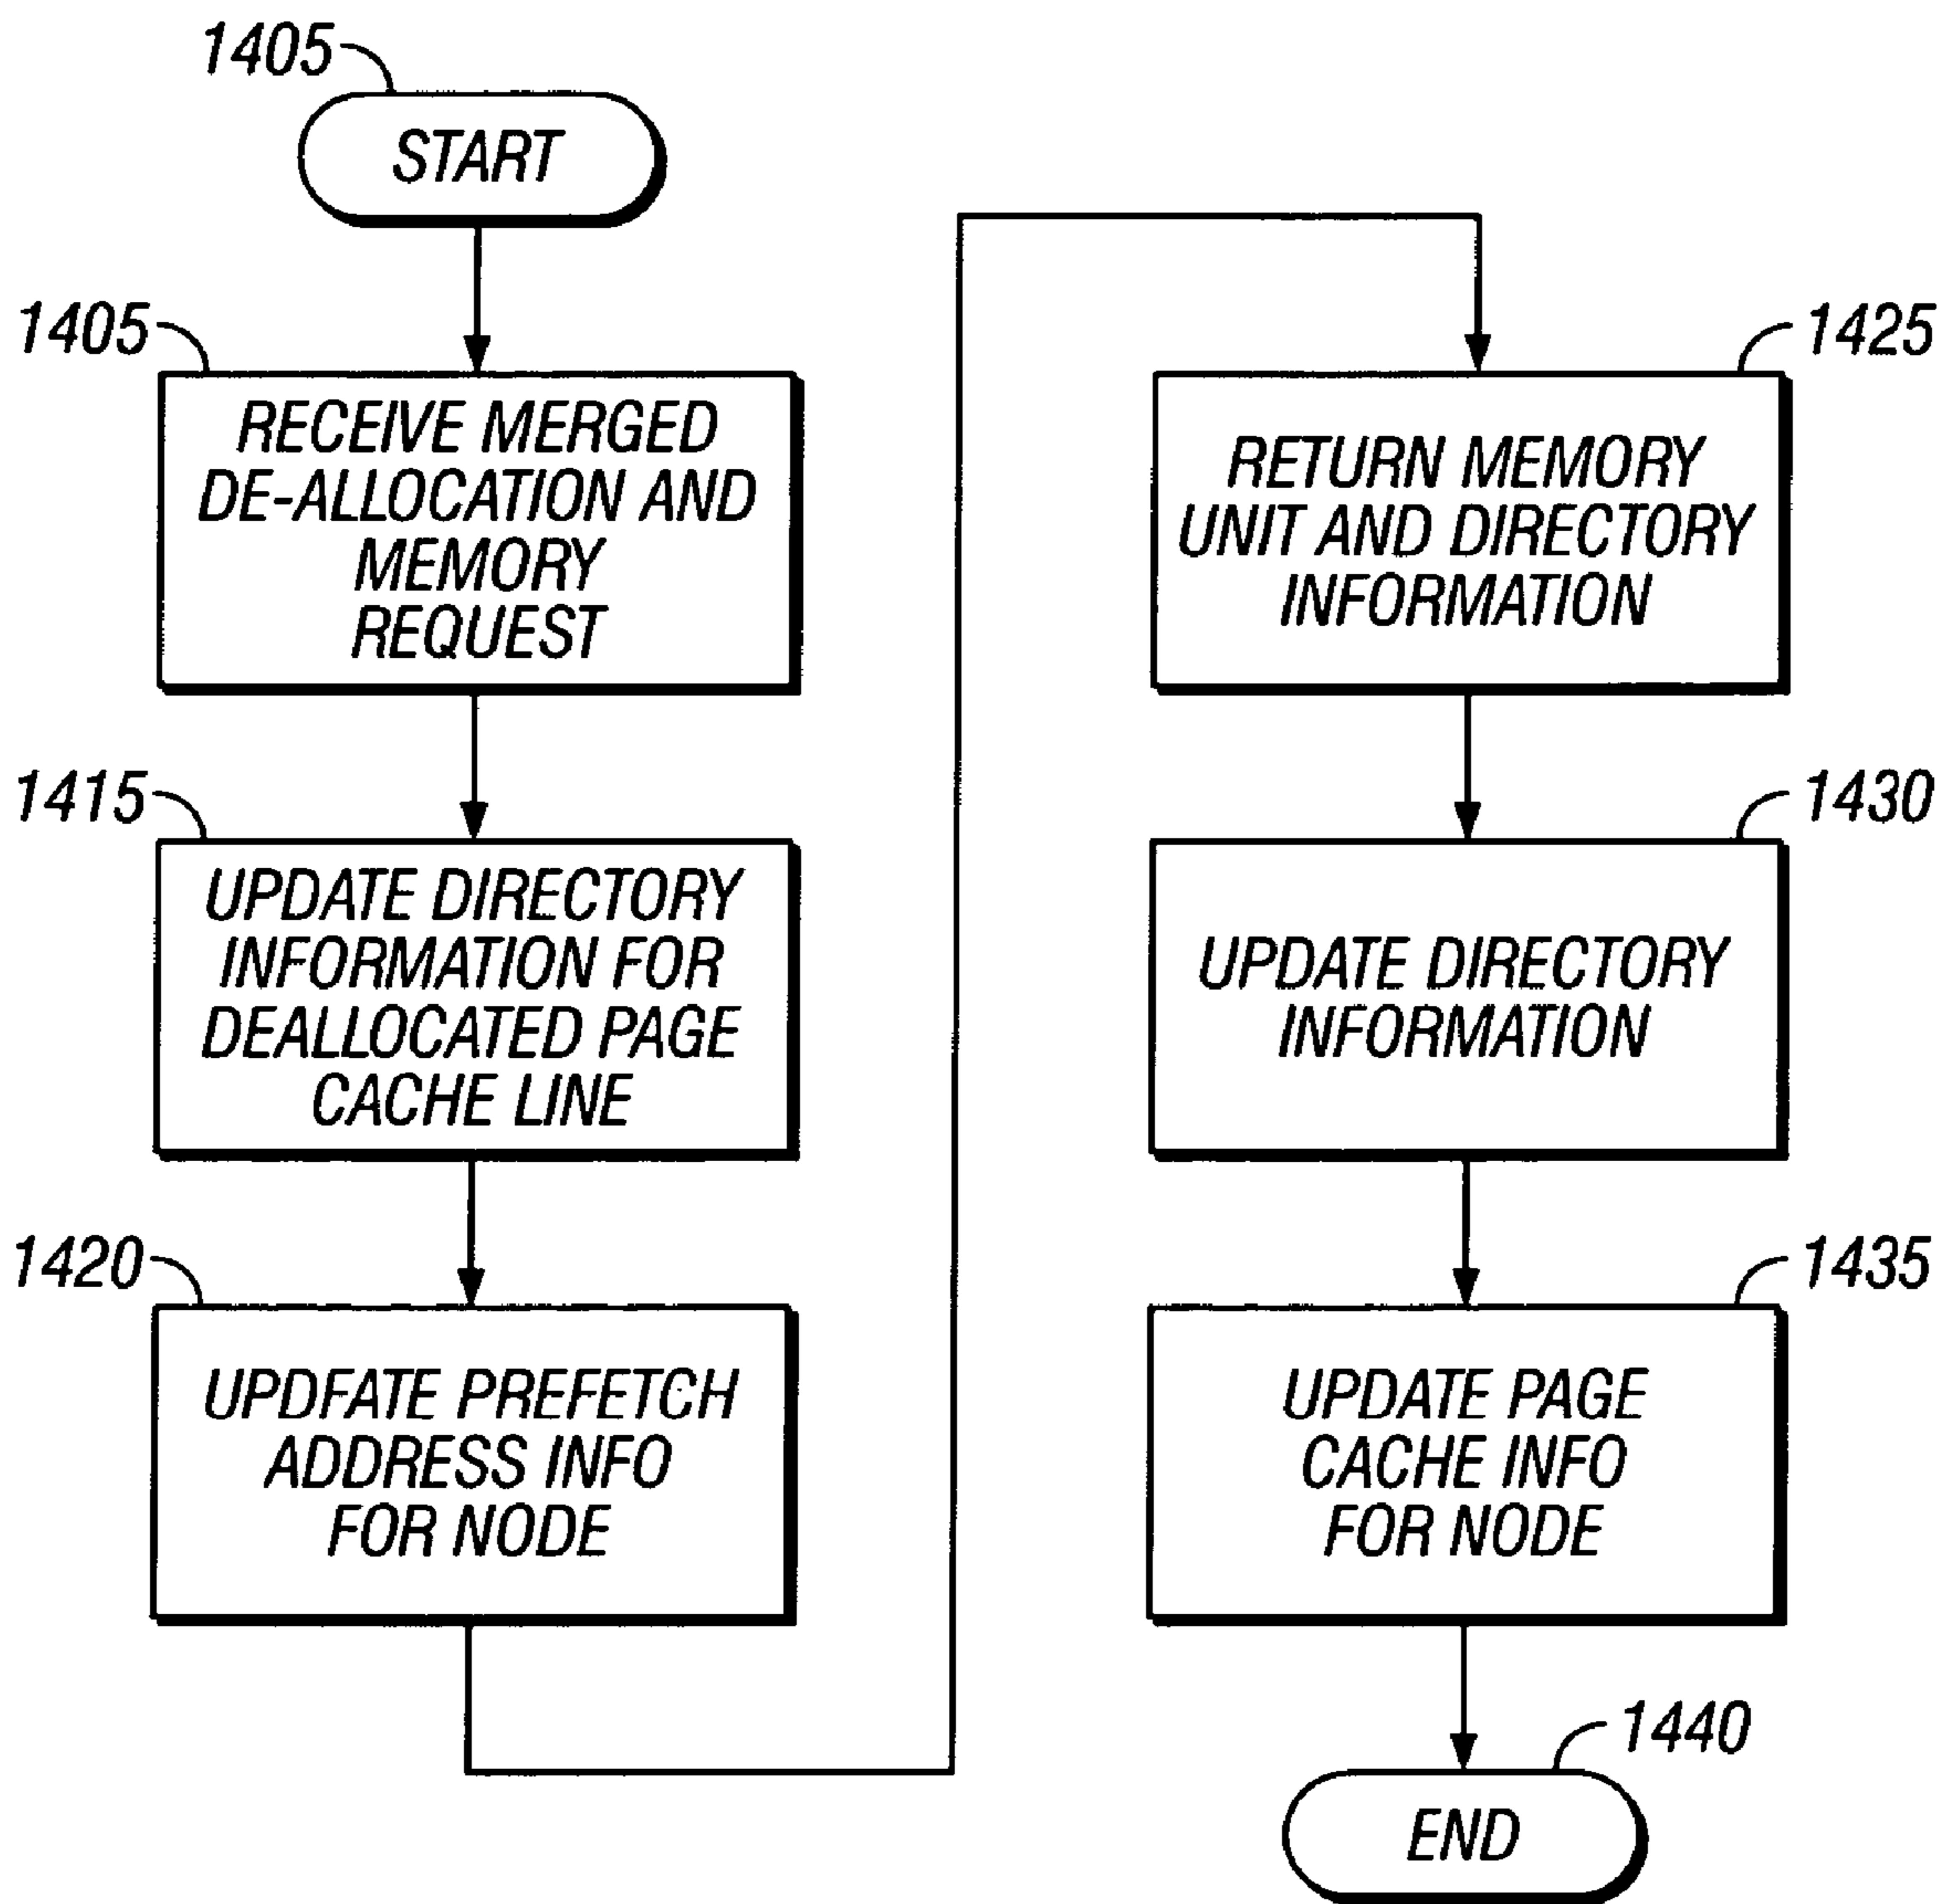 1405
START
1405
RECEIVE MERGED
DE-ALLOCATION AND
MEMORY
REQUEST
1415
UPDATE DIRECTORY
INFORMATION FOR
DEALLOCATED PAGE
CACHE LINE
1420
UPDFATE PREFETCH
ADDRESS INFO
FOR NODE
1425
RETURN MEMORY
UNIT AND DIRECTORY
INFORMATION
1430
UPDATE DIRECTORY
INFORMATION
1435
UPDATE PAGE
CACHE INFO
FOR NODE
1440
END